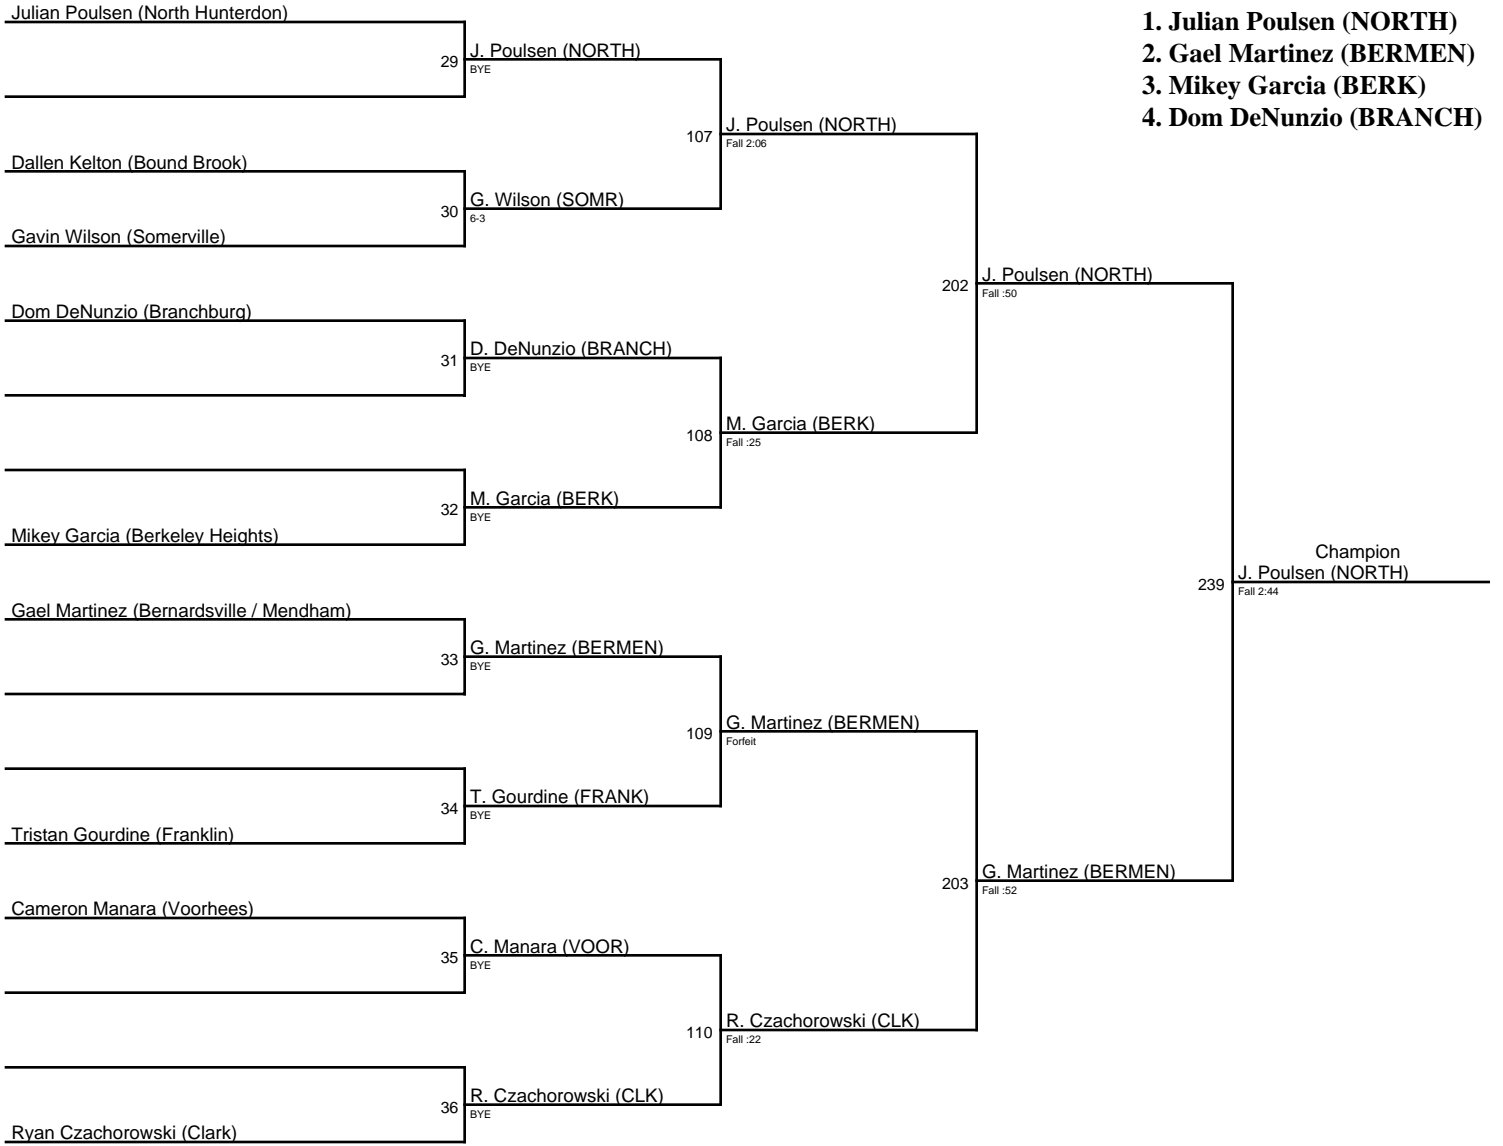 Julian Poulsen (North Hunterdon)
1. Julian Poulsen (NORTH)
2. Gael Martinez (BERMEN)
3. Mikey Garcia (BERK)
4. Dom DeNunzio (BRANCH)
29 J. Poulsen (NORTH)
BYE
107 J. Poulsen (NORTH)
Fall 2:06
Dallen Kelton (Bound Brook)
30 G. Wilson (SOMR)
6-3
Gavin Wilson (Somerville)
202 J. Poulsen (NORTH)
Fall :50
Dom DeNunzio (Branchburg)
31 D. DeNunzio (BRANCH)
BYE
108 M. Garcia (BERK)
Fall :25
32 M. Garcia (BERK)
BYE
Mikey Garcia (Berkeley Heights)
Champion
239 J. Poulsen (NORTH)
Fall 2:44
Gael Martinez (Bernardsville / Mendham)
33 G. Martinez (BERMEN)
BYE
109 G. Martinez (BERMEN)
Forfeit
34 T. Gourdine (FRANK)
BYE
Tristan Gourdine (Franklin)
203 G. Martinez (BERMEN)
Fall :52
Cameron Manara (Voorhees)
35 C. Manara (VOOR)
BYE
110 R. Czachorowski (CLK)
Fall :22
36 R. Czachorowski (CLK)
BYE
Ryan Czachorowski (Clark)